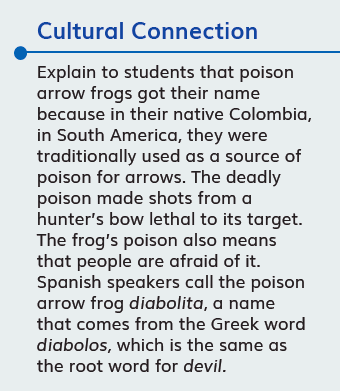 Cultural Connection
Explain to students that poison
arrow frogs got their name
because in their native Colombia,
in South America, they were
traditionally used as a source of
poison for arrows. The deadly
poison made shots from a
hunter's bow lethal to its target.
The frog's poison also means
that people are afraid of it.
Spanish speakers call the poison
arrow frog diabolita, a name
that comes from the Greek word
diabolos, which is the same as
the root word for devil.